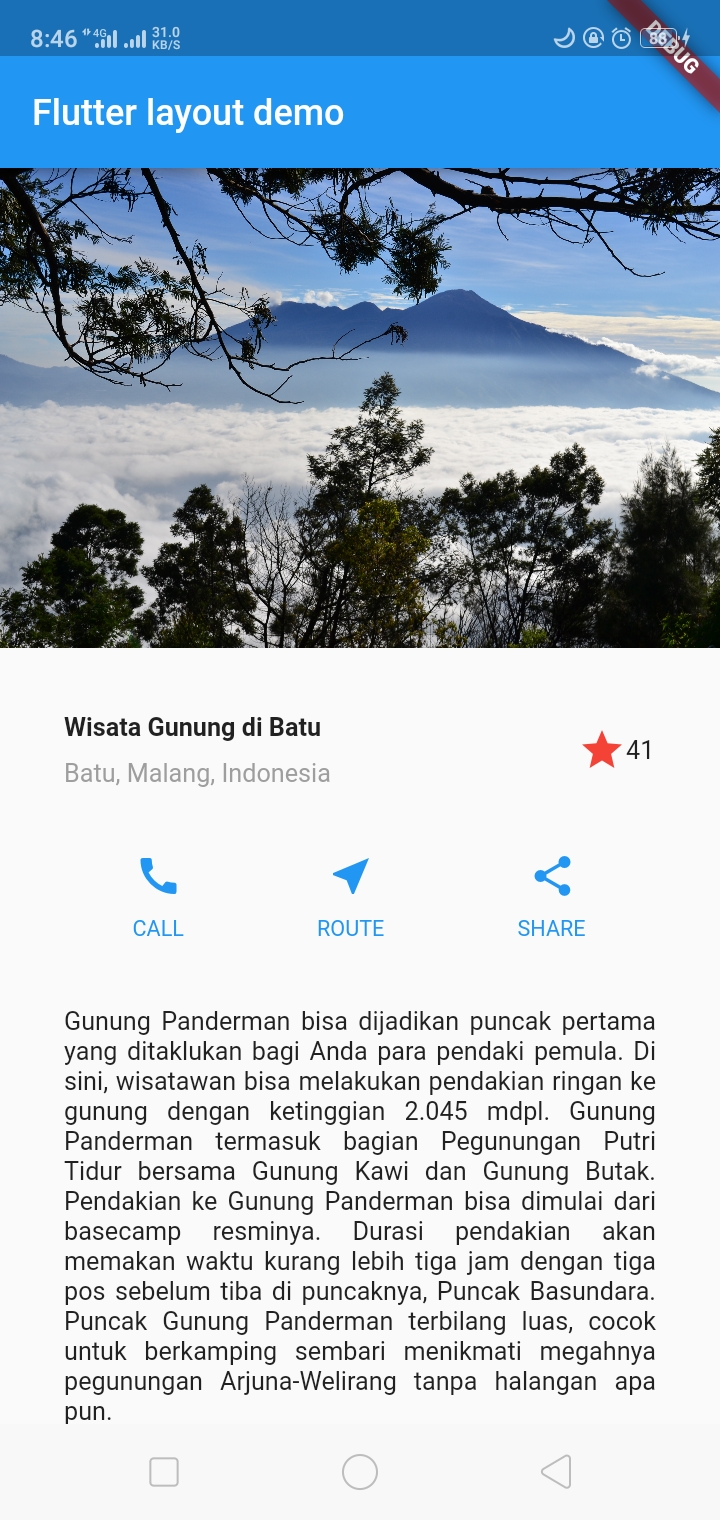 8:46 4G 31.0 KB/S 88
DEBUG
Flutter layout demo
Wisata Gunung di Batu
Batu, Malang, Indonesia
41
CALL ROUTE SHARE
Gunung Panderman bisa dijadikan puncak pertama
yang ditaklukan bagi Anda para pendaki pemula. Di
sini, wisatawan bisa melakukan pendakian ringan ke
gunung dengan ketinggian 2.045 mdpl. Gunung
Panderman termasuk bagian Pegunungan Putri
Tidur bersama Gunung Kawi dan Gunung Butak.
Pendakian ke Gunung Panderman bisa dimulai dari
basecamp resminya. Durasi pendakian akan
memakan waktu kurang lebih tiga jam dengan tiga
pos sebelum tiba di puncaknya, Puncak Basundara.
Puncak Gunung Panderman terbilang luas, cocok
untuk berkamping sembari menikmati megahnya
pegunungan Arjuna-Welirang tanpa halangan apa
pun.